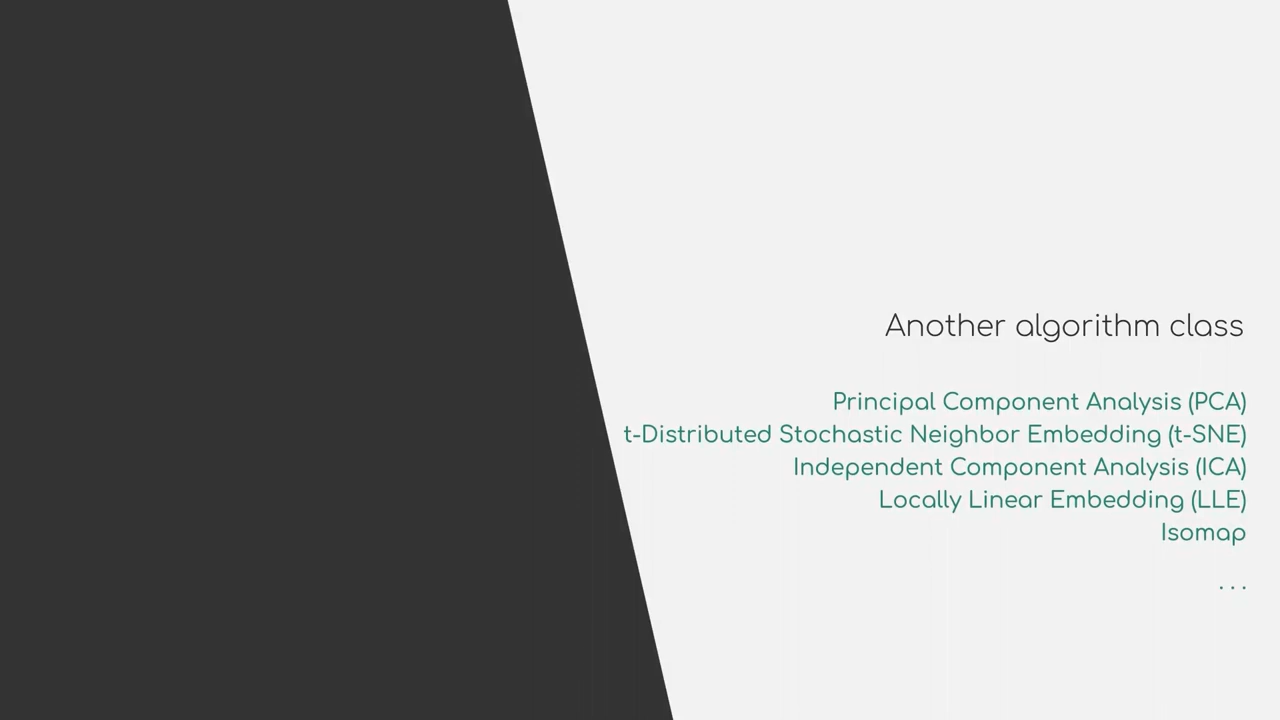 Another algorithm class
Principal Component Analysis (PCA)
t-Distributed Stochastic Neighbor Embedding (t-SNE)
Independent Component Analysis (ICA)
Locally Linear Embedding (LLE)
Isomap
...